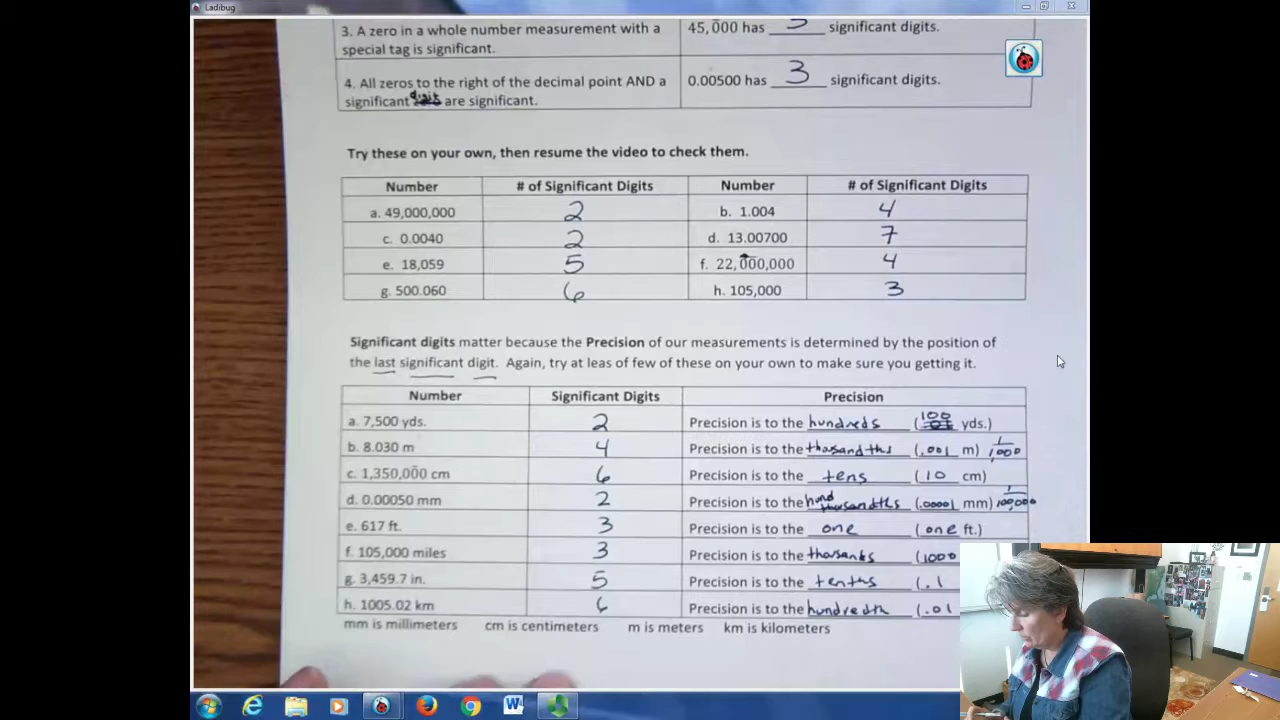 Ladibug
3. A zero in a whole number measurement with a special tag is significant. 45,0̄00 has 3 significant digits.
4. All zeros to the right of the decimal point AND a significant digit are significant. 0.00500 has 3 significant digits.
Try these on your own, then resume the video to check them.
Number # of Significant Digits Number # of Significant Digits
a. 49,000,000 2 b. 1.004 4
c. 0.0040 2 d. 13.00700 7
e. 18,059 5 f. 22,00̄0,000 4
g. 500.060 6 h. 105,000 3
Significant digits matter because the Precision of our measurements is determined by the position of
the last significant digit. Again, try at leas of few of these on your own to make sure you getting it.
Number Significant Digits Precision
a. 7,500 yds. 2 Precision is to the hundreds (100 yds.)
b. 8.030 m 4 Precision is to the thousandths (.001 m) 1/1,000
c. 1,350,00̄0 cm 6 Precision is to the tens (10 cm)
d. 0.00050 mm 2 Precision is to the hund thousandths (.00001 mm) 1/100,000
e. 617 ft. 3 Precision is to the one (one ft.)
f. 105,000 miles 3 Precision is to the thousands (1000
g. 3,459.7 in. 5 Precision is to the tenths (.1
h. 1005.02 km 6 Precision is to the hundredth (.01
mm is millimeters cm is centimeters m is meters km is kilometers